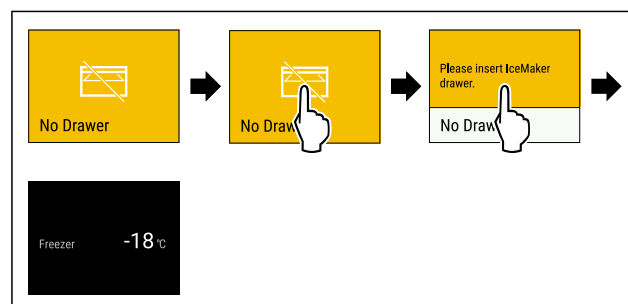 No Drawer
No Draw
Please insert IceMaker
drawer.
No Draw
Freezer -18 °C